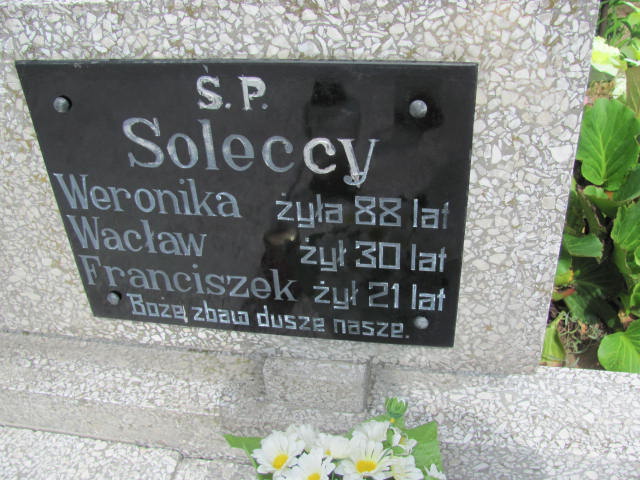 Ś.P.
Soleccy
Weronika żyła 88 lat
Wacław żył 30 lat
Franciszek żył 21 lat
Boże, zbaw dusze nasze.